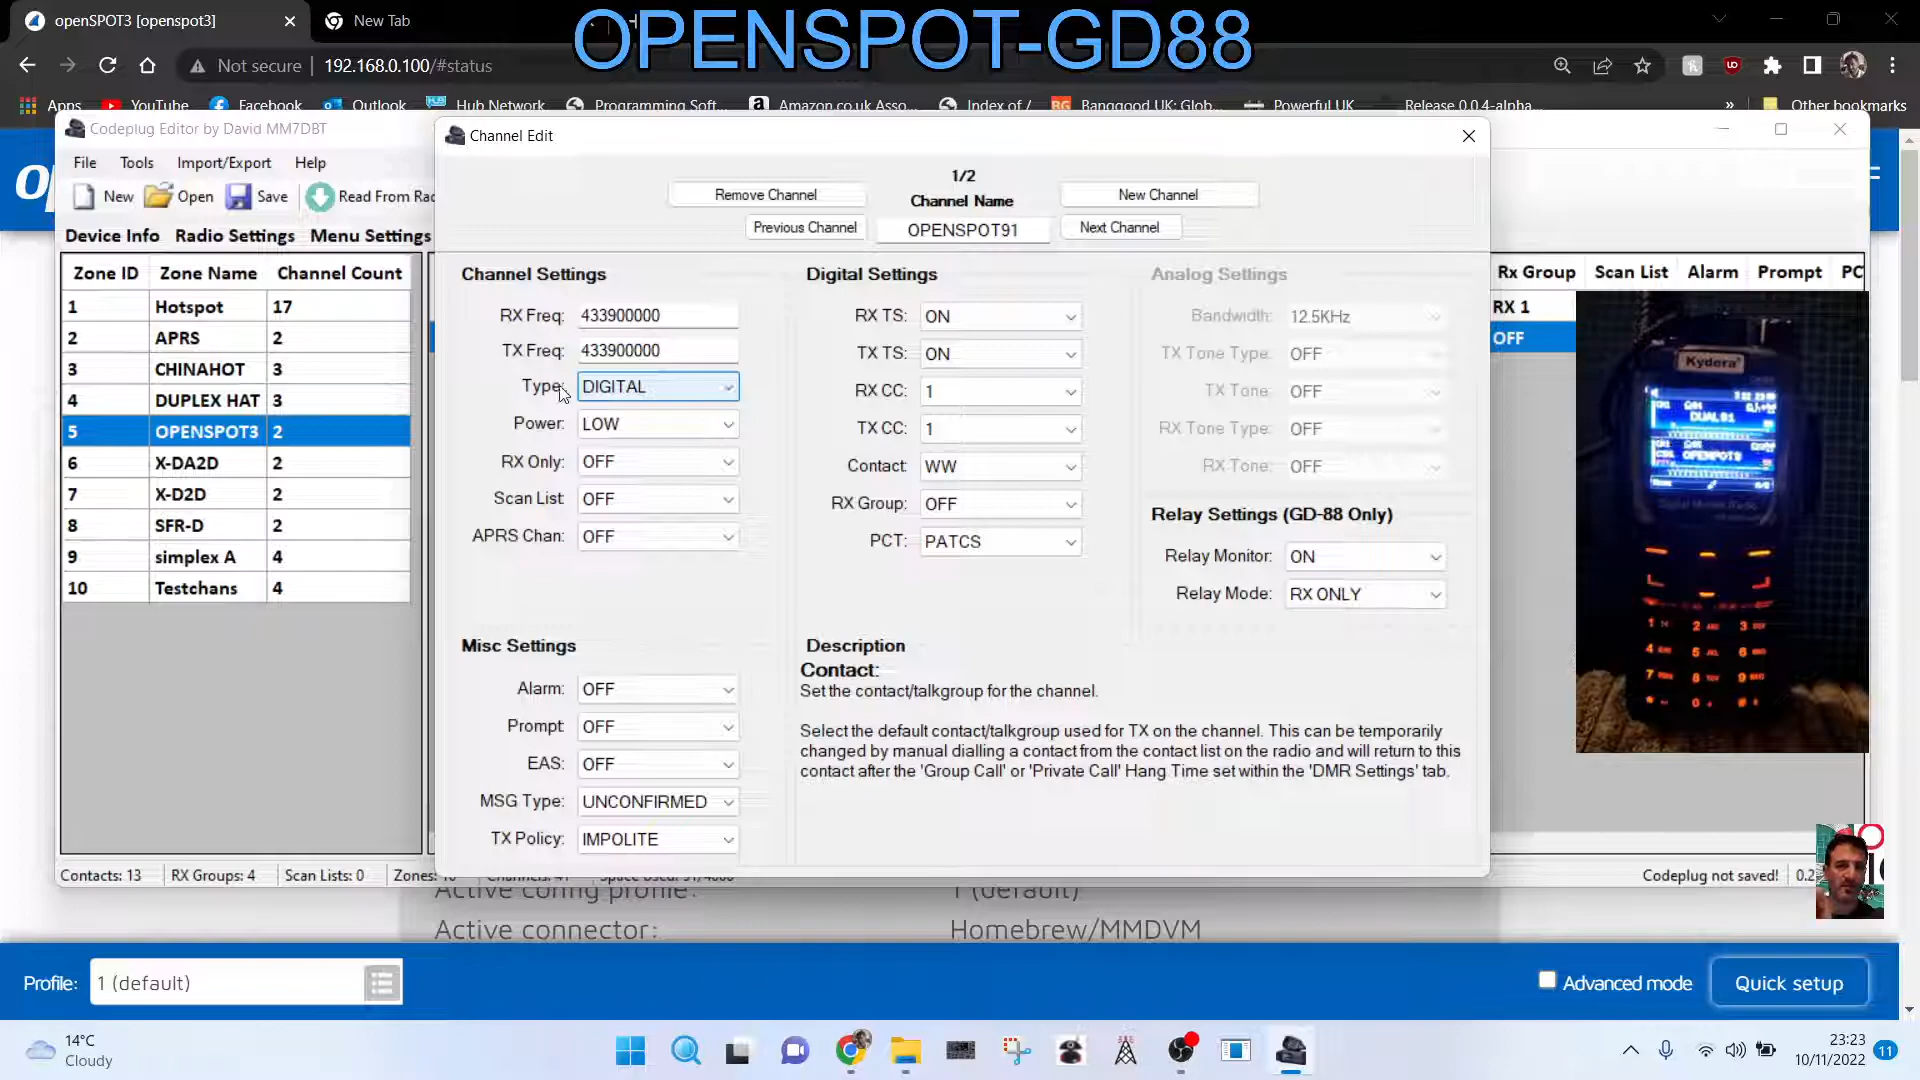 openSPOT3 [openspot3]
New Tab
OPENSPOT-GD88
Not secure
192.168.0.100/#status
Apps
YouTube
Facebook
Outlook
Hub Network
Programming Soft...
Amazon.co.uk Asso...
Index of /
Banggood UK: Glob...
Powerful UK
Release 0.0.4-alpha...
»
Other bookmarks
Codeplug Editor by David MM7DBT
File Tools Import/Export Help
New Open Save Read From Rad
Device Info Radio Settings Menu Settings
Zone ID Zone Name Channel Count
1 Hotspot 17
2 APRS 2
3 CHINAHOT 3
4 DUPLEX HAT 3
5 OPENSPOT3 2
6 X-DA2D 2
7 X-D2D 2
8 SFR-D 2
9 simplex A 4
10 Testchans 4
Channel Edit
1/2
Remove Channel
Channel Name
New Channel
Previous Channel
OPENSPOT91
Next Channel
Channel Settings
RX Freq: 433900000
TX Freq: 433900000
Type: DIGITAL
Power: LOW
RX Only: OFF
Scan List: OFF
APRS Chan: OFF
Digital Settings
RX TS: ON
TX TS: ON
RX CC: 1
TX CC: 1
Contact: WW
RX Group: OFF
PCT: PATCS
Analog Settings
Bandwidth: 12.5KHz
TX Tone Type: OFF
TX Tone: OFF
RX Tone Type: OFF
RX Tone: OFF
Relay Settings (GD-88 Only)
Relay Monitor: ON
Relay Mode: RX ONLY
Misc Settings
Alarm: OFF
Prompt: OFF
EAS: OFF
MSG Type: UNCONFIRMED
TX Policy: IMPOLITE
Description
Contact:
Set the contact/talkgroup for the channel.
Select the default contact/talkgroup used for TX on the channel. This can be temporarily
changed by manual dialling a contact from the contact list on the radio and will return to this
contact after the 'Group Call' or 'Private Call' Hang Time set within the 'DMR Settings' tab.
Rx Group Scan List Alarm Prompt PC
RX 1
OFF
Kydera
DUAL91
Contacts: 13 RX Groups: 4 Scan Lists: 0 Zones: 10
Codeplug not saved!
Active config profile: 1 (default)
Active connector: Homebrew/MMDVM
Profile: 1 (default)
Advanced mode
Quick setup
14°C
Cloudy
23:23
10/11/2022
11